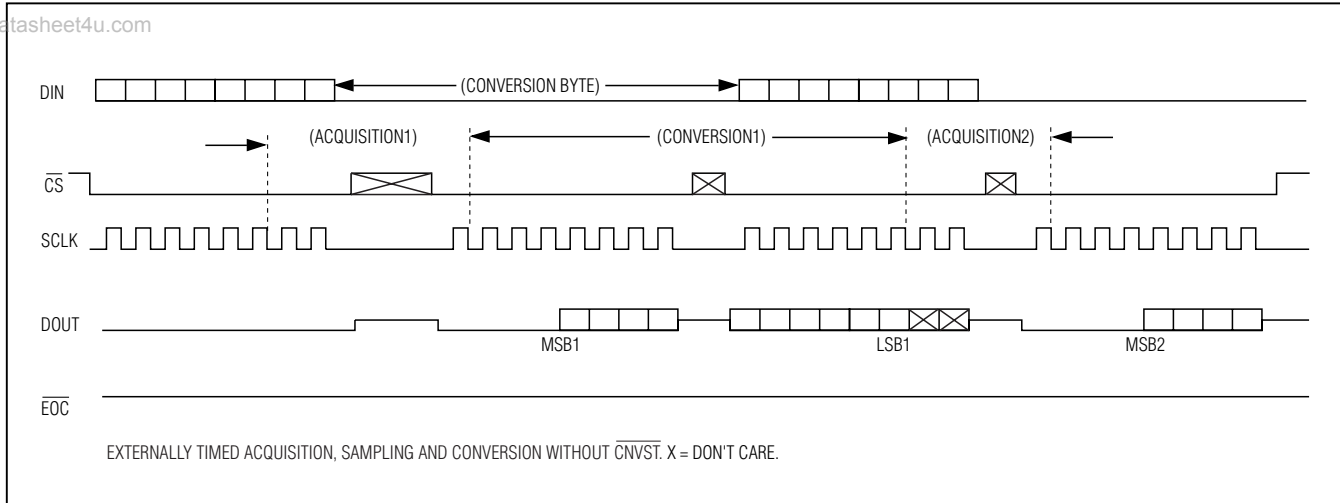 atasheet4u.com
DIN
(CONVERSION BYTE)
(ACQUISITION1)
(CONVERSION1)
(ACQUISITION2)
CS
SCLK
DOUT
MSB1
LSB1
MSB2
EOC
EXTERNALLY TIMED ACQUISITION, SAMPLING AND CONVERSION WITHOUT CNVST. X = DON'T CARE.